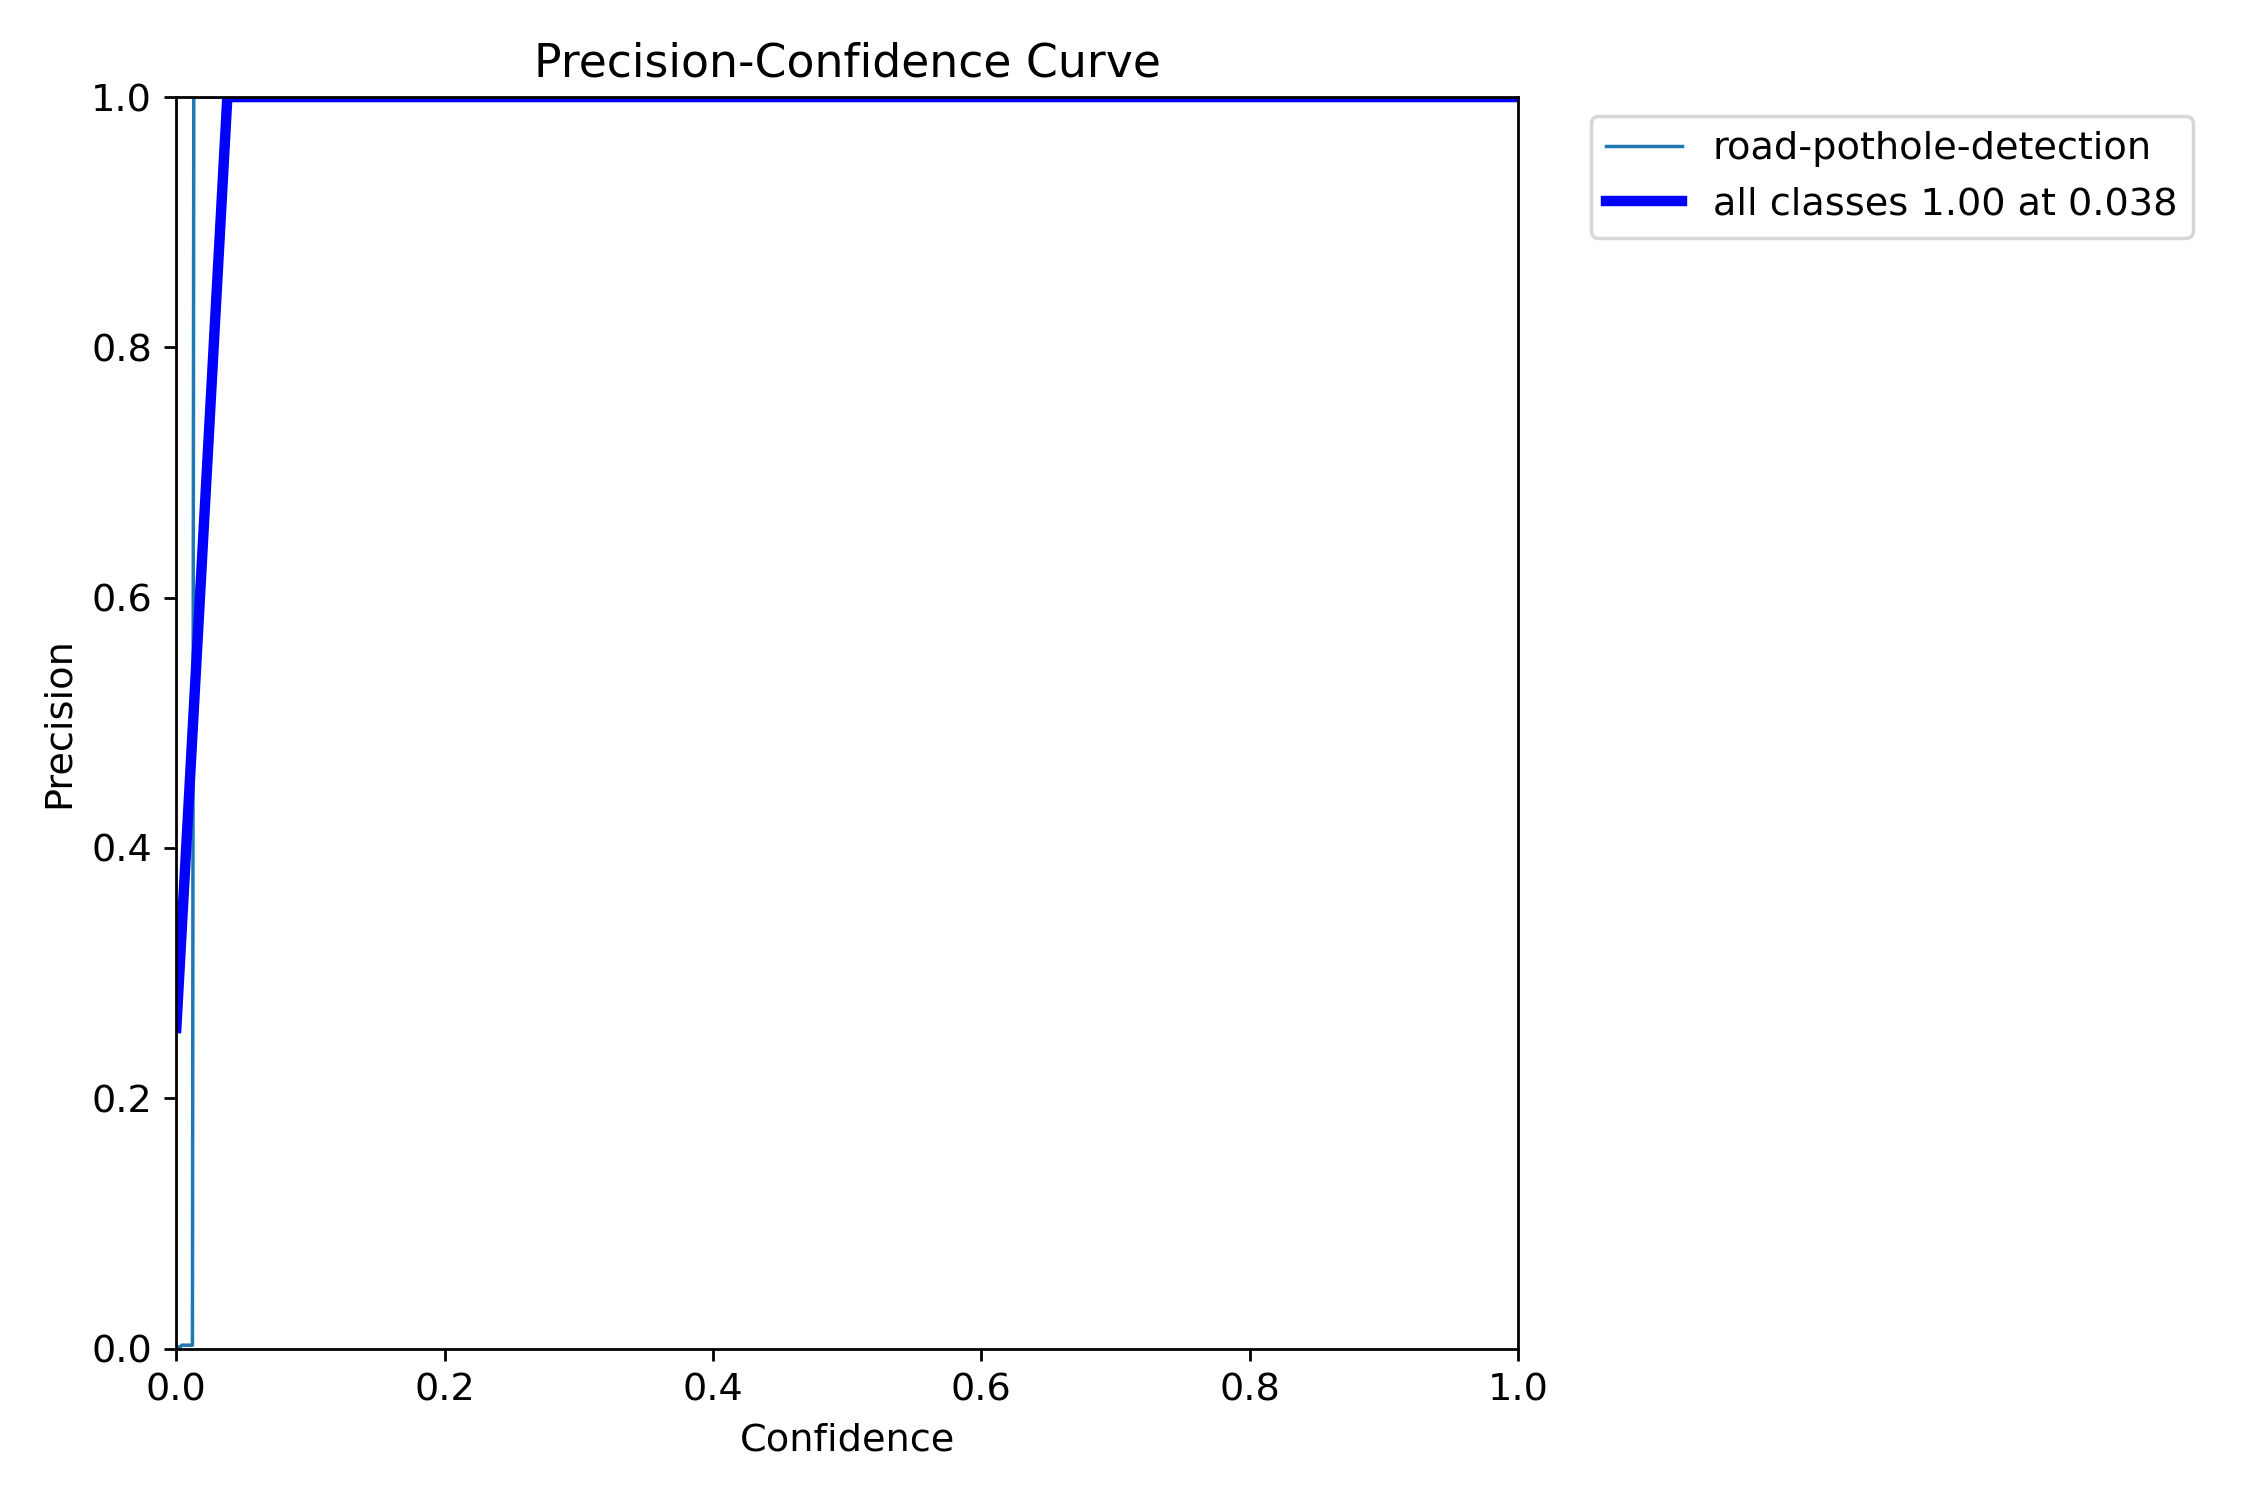 Precision-Confidence Curve
1.0
0.8
0.6
0.4
0.2
0.0
Precision
0.0 0.2 0.4 0.6 0.8 1.0
Confidence
road-pothole-detection
all classes 1.00 at 0.038